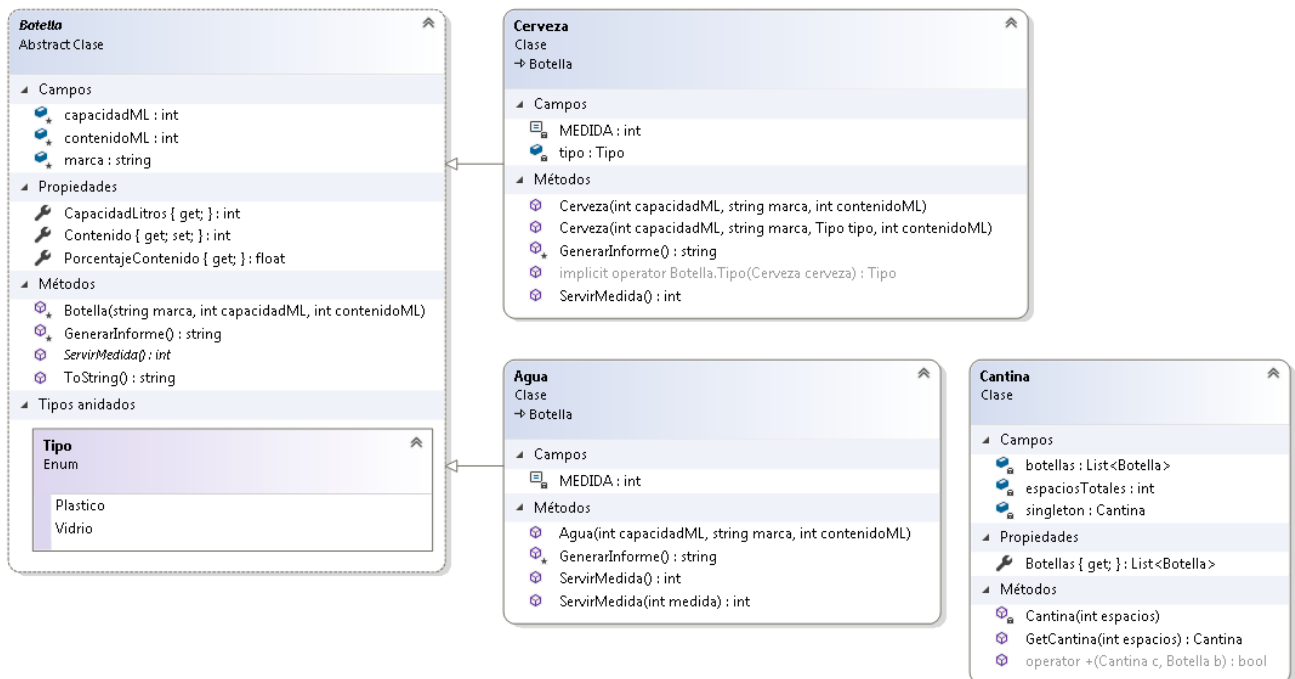 Botella
Abstract Clase
Campos
capacidadML : int
contenidoML : int
marca : string
Propiedades
CapacidadLitros { get; } : int
Contenido { get; set; } : int
PorcentajeContenido { get; } : float
Métodos
Botella(string marca, int capacidadML, int contenidoML)
GenerarInforme() : string
ServirMedida() : int
ToString() : string
Tipos anidados
Tipo
Enum
Plastico
Vidrio
Cerveza
Clase
Botella
Campos
MEDIDA : int
tipo : Tipo
Métodos
Cerveza(int capacidadML, string marca, int contenidoML)
Cerveza(int capacidadML, string marca, Tipo tipo, int contenidoML)
GenerarInforme() : string
implicit operator Botella.Tipo(Cerveza cerveza) : Tipo
ServirMedida() : int
Agua
Clase
Botella
Campos
MEDIDA : int
Métodos
Agua(int capacidadML, string marca, int contenidoML)
GenerarInforme() : string
ServirMedida() : int
ServirMedida(int medida) : int
Cantina
Clase
Campos
botellas : List<Botella>
espaciosTotales : int
singleton : Cantina
Propiedades
Botellas { get; } : List<Botella>
Métodos
Cantina(int espacios)
GetCantina(int espacios) : Cantina
operator +(Cantina c, Botella b) : bool